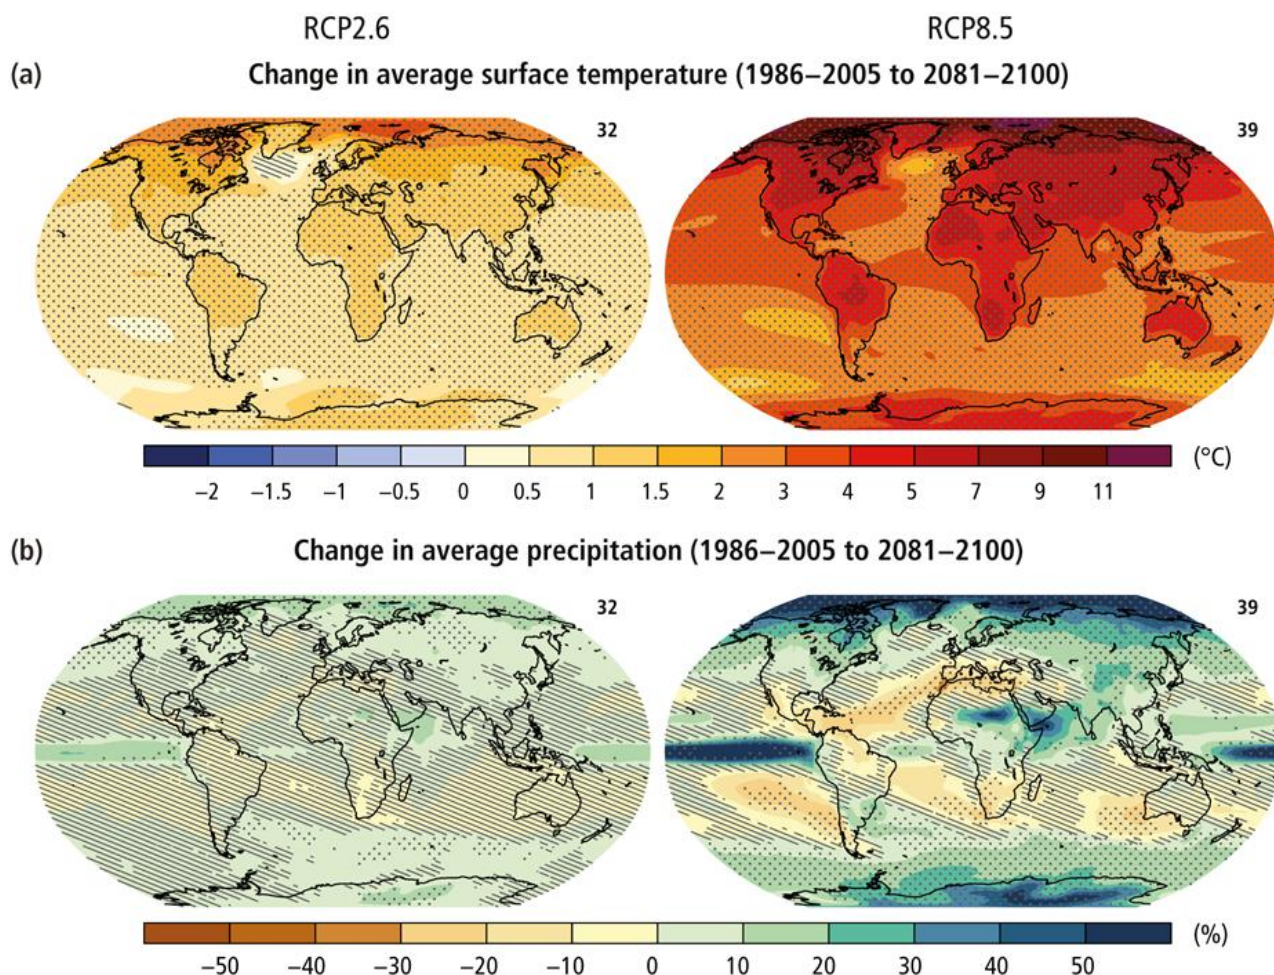 RCP2.6 RCP8.5
(a) Change in average surface temperature (1986–2005 to 2081–2100)
32 39
(°C)
−2 −1.5 −1 −0.5 0 0.5 1 1.5 2 3 4 5 7 9 11
(b) Change in average precipitation (1986–2005 to 2081–2100)
32 39
(%)
−50 −40 −30 −20 −10 0 10 20 30 40 50